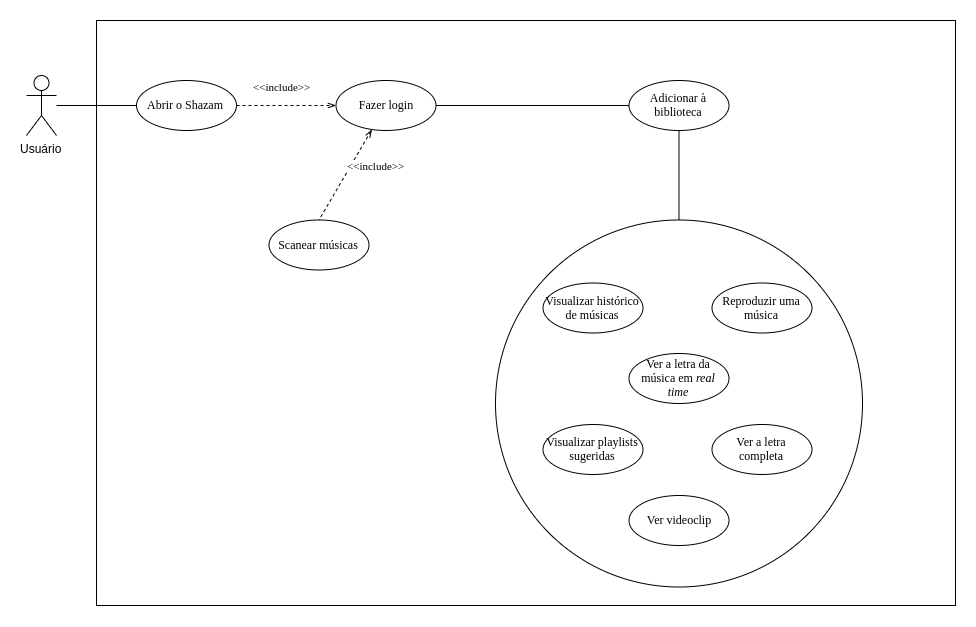 Usuário
Abrir o Shazam
<<include>>
Fazer login
Adicionar à
biblioteca
<<include>>
Scanear músicas
Visualizar histórico
de músicas
Reproduzir uma
música
Ver a letra da
música em real
time
Visualizar playlists
sugeridas
Ver a letra
completa
Ver videoclip